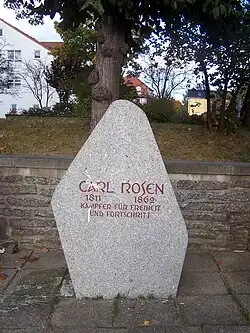 CARL ROSEN
1811 1862
KÄMPFER FÜR FREIHEIT
UND FORTSCHRITT